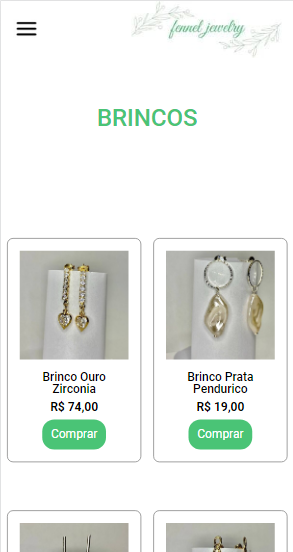 fennel jewelry
BRINCOS
Brinco Ouro
Zirconia
R$ 74,00
Comprar
Brinco Prata
Pendurico
R$ 19,00
Comprar